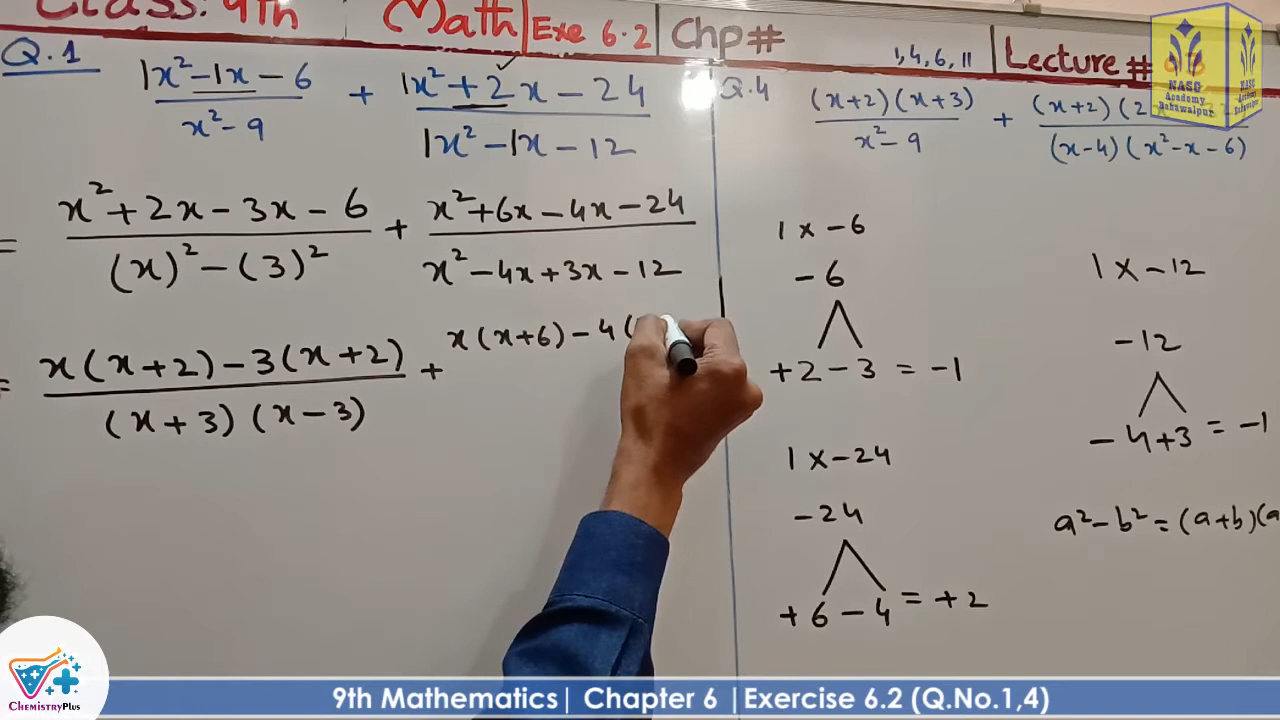 Class: 9th Math Exe 6.2 Chp# 1,4,6,11 Lecture#
NASG Academy Bahawalpur
Q.1 (1x²-1x-6)/(x²-9) + (1x²+2x-24)/(1x²-1x-12) ✓
Q.4 (x+2)(x+3)/(x²-9) + (x+2)(2 /(x-4)(x²-x-6)
= (x²+2x-3x-6)/((x)²-(3)²) + (x²+6x-4x-24)/(x²-4x+3x-12)
= (x(x+2)-3(x+2))/((x+3)(x-3)) + x(x+6)-4(
1x-6
-6
+2-3=-1
1x-24
-24
+6-4=+2
1x-12
-12
-4+3=-1
a²-b²=(a+b)(a
ChemistryPlus
9th Mathematics| Chapter 6 |Exercise 6.2 (Q.No.1,4)